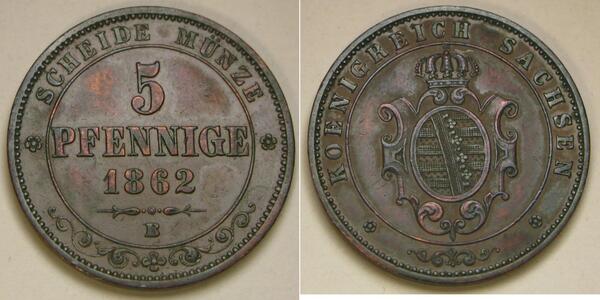 SCHEIDE MÜNZE
5
PFENNIGE
1862
B
KOENIGREICH SACHSEN